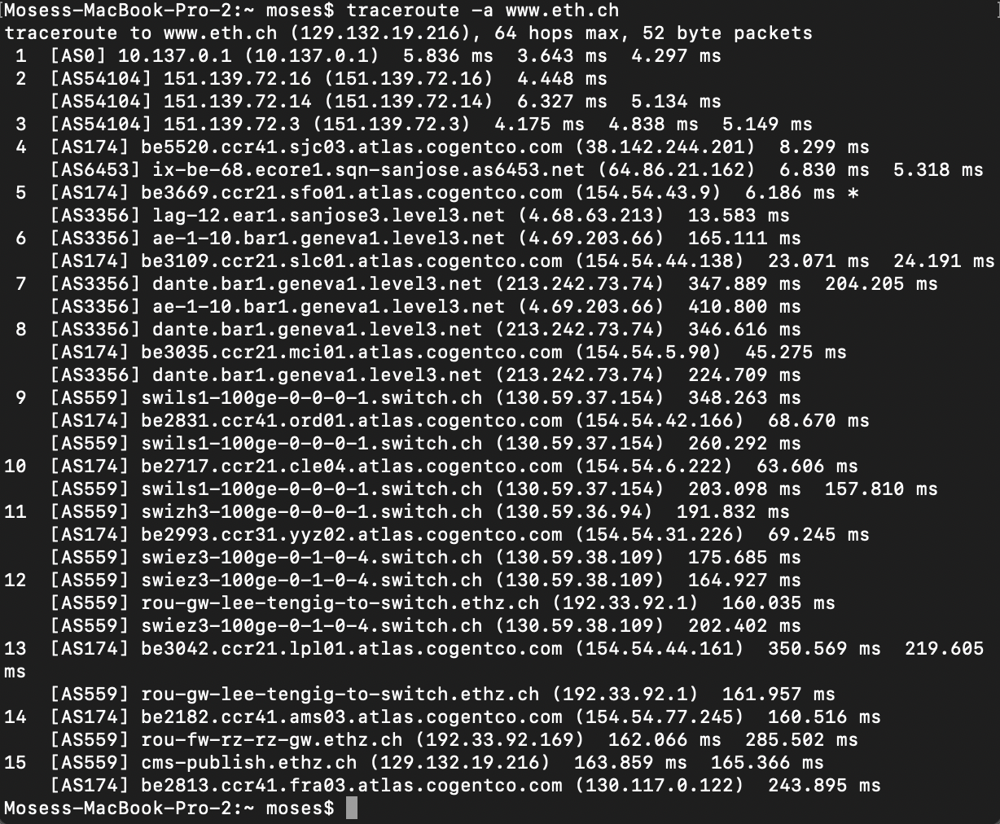 Mosess-MacBook-Pro-2:~ moses$ traceroute -a www.eth.ch
traceroute to www.eth.ch (129.132.19.216), 64 hops max, 52 byte packets
 1  [AS0] 10.137.0.1 (10.137.0.1)  5.836 ms  3.643 ms  4.297 ms
 2  [AS54104] 151.139.72.16 (151.139.72.16)  4.448 ms
    [AS54104] 151.139.72.14 (151.139.72.14)  6.327 ms  5.134 ms
 3  [AS54104] 151.139.72.3 (151.139.72.3)  4.175 ms  4.838 ms  5.149 ms
 4  [AS174] be5520.ccr41.sjc03.atlas.cogentco.com (38.142.244.201)  8.299 ms
    [AS6453] ix-be-68.ecore1.sqn-sanjose.as6453.net (64.86.21.162)  6.830 ms  5.318 ms
 5  [AS174] be3669.ccr21.sfo01.atlas.cogentco.com (154.54.43.9)  6.186 ms *
    [AS3356] lag-12.ear1.sanjose3.level3.net (4.68.63.213)  13.583 ms
 6  [AS3356] ae-1-10.bar1.geneva1.level3.net (4.69.203.66)  165.111 ms
    [AS174] be3109.ccr21.slc01.atlas.cogentco.com (154.54.44.138)  23.071 ms  24.191 ms
 7  [AS3356] dante.bar1.geneva1.level3.net (213.242.73.74)  347.889 ms  204.205 ms
    [AS3356] ae-1-10.bar1.geneva1.level3.net (4.69.203.66)  410.800 ms
 8  [AS3356] dante.bar1.geneva1.level3.net (213.242.73.74)  346.616 ms
    [AS174] be3035.ccr21.mci01.atlas.cogentco.com (154.54.5.90)  45.275 ms
    [AS3356] dante.bar1.geneva1.level3.net (213.242.73.74)  224.709 ms
 9  [AS559] swils1-100ge-0-0-0-1.switch.ch (130.59.37.154)  348.263 ms
    [AS174] be2831.ccr41.ord01.atlas.cogentco.com (154.54.42.166)  68.670 ms
    [AS559] swils1-100ge-0-0-0-1.switch.ch (130.59.37.154)  260.292 ms
10  [AS174] be2717.ccr21.cle04.atlas.cogentco.com (154.54.6.222)  63.606 ms
    [AS559] swils1-100ge-0-0-0-1.switch.ch (130.59.37.154)  203.098 ms  157.810 ms
11  [AS559] swizh3-100ge-0-0-0-1.switch.ch (130.59.36.94)  191.832 ms
    [AS174] be2993.ccr31.yyz02.atlas.cogentco.com (154.54.31.226)  69.245 ms
    [AS559] swiez3-100ge-0-1-0-4.switch.ch (130.59.38.109)  175.685 ms
12  [AS559] swiez3-100ge-0-1-0-4.switch.ch (130.59.38.109)  164.927 ms
    [AS559] rou-gw-lee-tengig-to-switch.ethz.ch (192.33.92.1)  160.035 ms
    [AS559] swiez3-100ge-0-1-0-4.switch.ch (130.59.38.109)  202.402 ms
13  [AS174] be3042.ccr21.lpl01.atlas.cogentco.com (154.54.44.161)  350.569 ms  219.605
ms
    [AS559] rou-gw-lee-tengig-to-switch.ethz.ch (192.33.92.1)  161.957 ms
14  [AS174] be2182.ccr41.ams03.atlas.cogentco.com (154.54.77.245)  160.516 ms
    [AS559] rou-fw-rz-rz-gw.ethz.ch (192.33.92.169)  162.066 ms  285.502 ms
15  [AS559] cms-publish.ethz.ch (129.132.19.216)  163.859 ms  165.366 ms
    [AS174] be2813.ccr41.fra03.atlas.cogentco.com (130.117.0.122)  243.895 ms
Mosess-MacBook-Pro-2:~ moses$